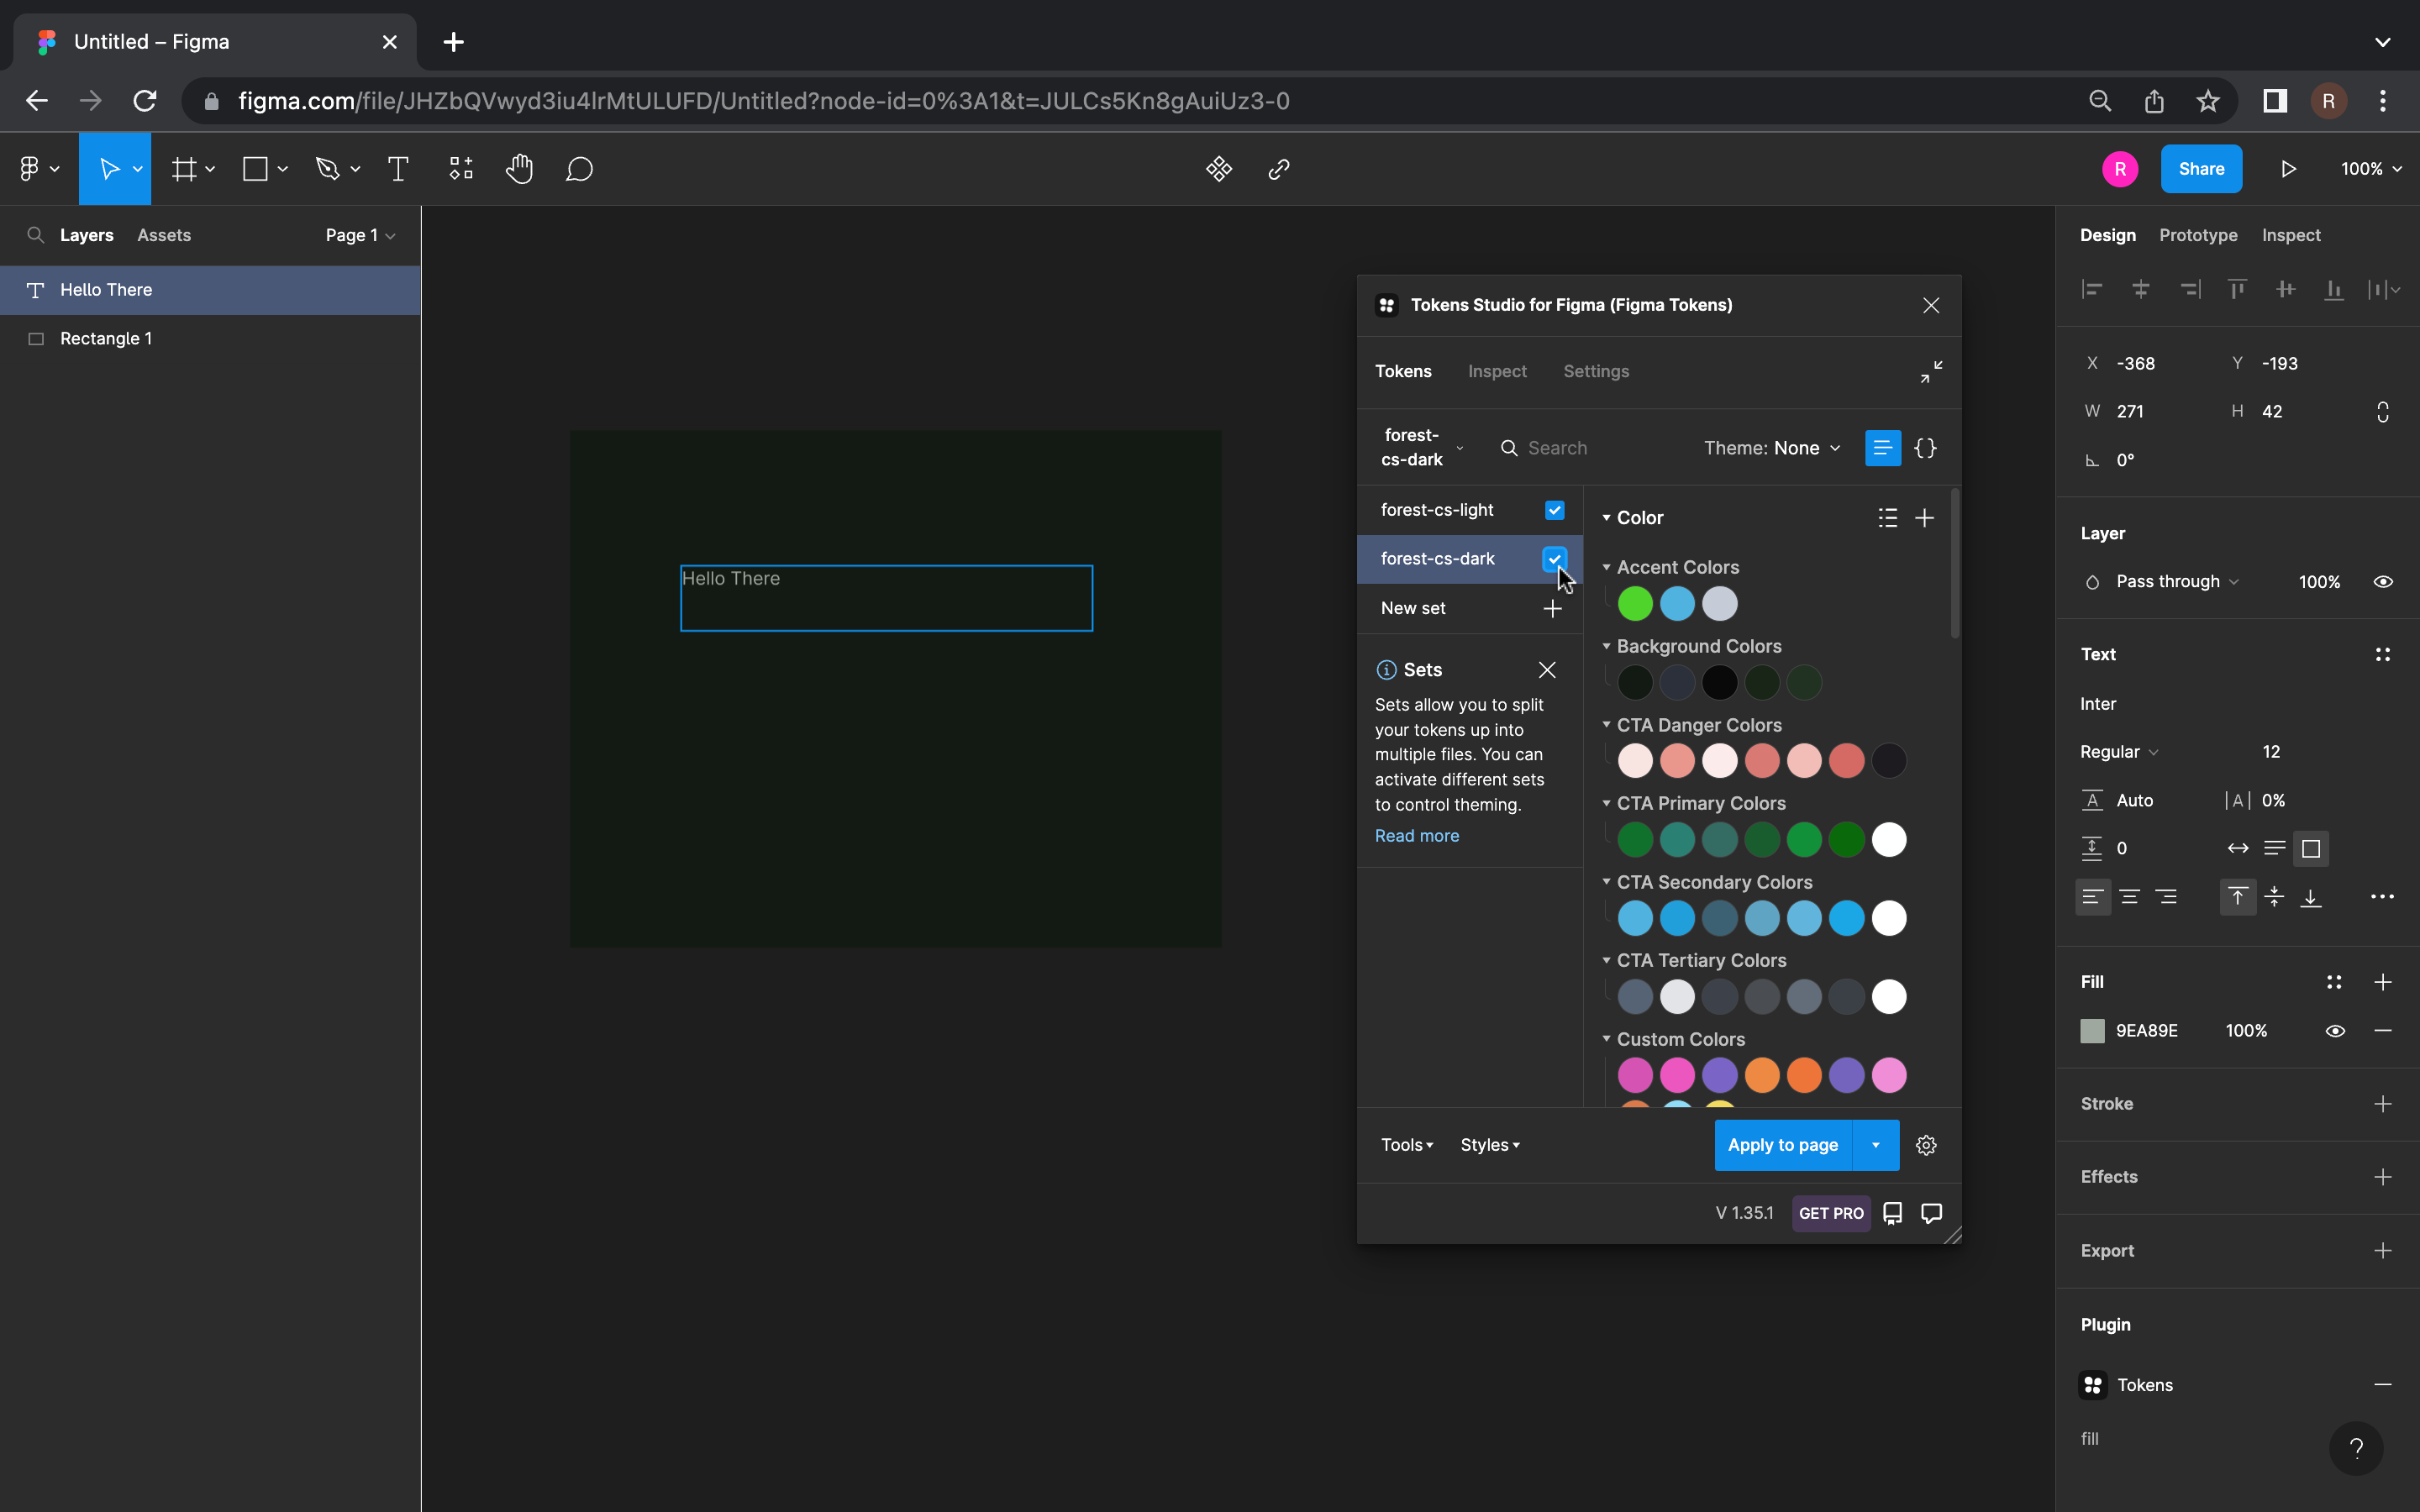 Untitled – Figma
figma.com/file/JHZbQVwyd3iu4lrMtULUFD/Untitled?node-id=0%3A1&t=JULCs5Kn8gAuiUz3-0
R
R
Share
100%
Layers
Assets
Page 1
Hello There
Rectangle 1
Hello There
Tokens Studio for Figma (Figma Tokens)
Tokens
Inspect
Settings
forest-
cs-dark
Search
Theme: None
forest-cs-light
forest-cs-dark
New set
Sets
Sets allow you to split
your tokens up into
multiple files. You can
activate different sets
to control theming.
Read more
Color
Accent Colors
Background Colors
CTA Danger Colors
CTA Primary Colors
CTA Secondary Colors
CTA Tertiary Colors
Custom Colors
Tools
Styles
Apply to page
V 1.35.1
GET PRO
Design
Prototype
Inspect
X -368
Y -193
W 271
H 42
0°
Layer
Pass through
100%
Text
Inter
Regular
12
Auto
0%
0
Fill
9EA89E
100%
Stroke
Effects
Export
Plugin
Tokens
fill
?